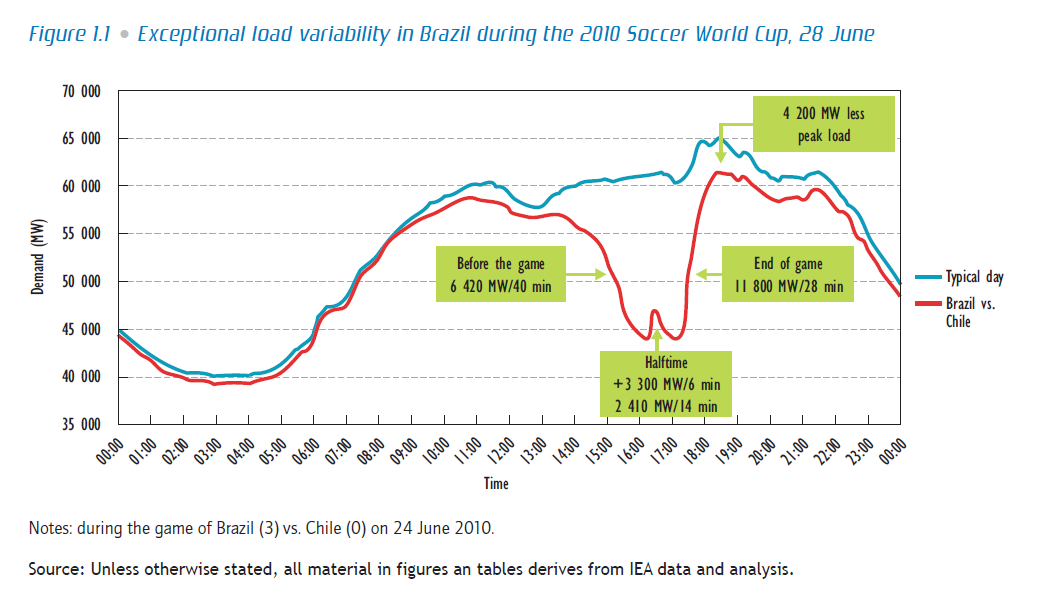 Figure 1.1 • Exceptional load variability in Brazil during the 2010 Soccer World Cup, 28 June
70 000
65 000
60 000
55 000
50 000
45 000
40 000
35 000
Demand (MW)
4 200 MW less
peak load
Before the game
6 420 MW/40 min
End of game
11 800 MW/28 min
Halftime
+3 300 MW/6 min
2 410 MW/14 min
Typical day
Brazil vs.
Chile
00:00
01:00
02:00
03:00
04:00
05:00
06:00
07:00
08:00
09:00
10:00
11:00
12:00
13:00
14:00
15:00
16:00
17:00
18:00
19:00
20:00
21:00
22:00
23:00
00:00
Time
Notes: during the game of Brazil (3) vs. Chile (0) on 24 June 2010.
Source: Unless otherwise stated, all material in figures an tables derives from IEA data and analysis.